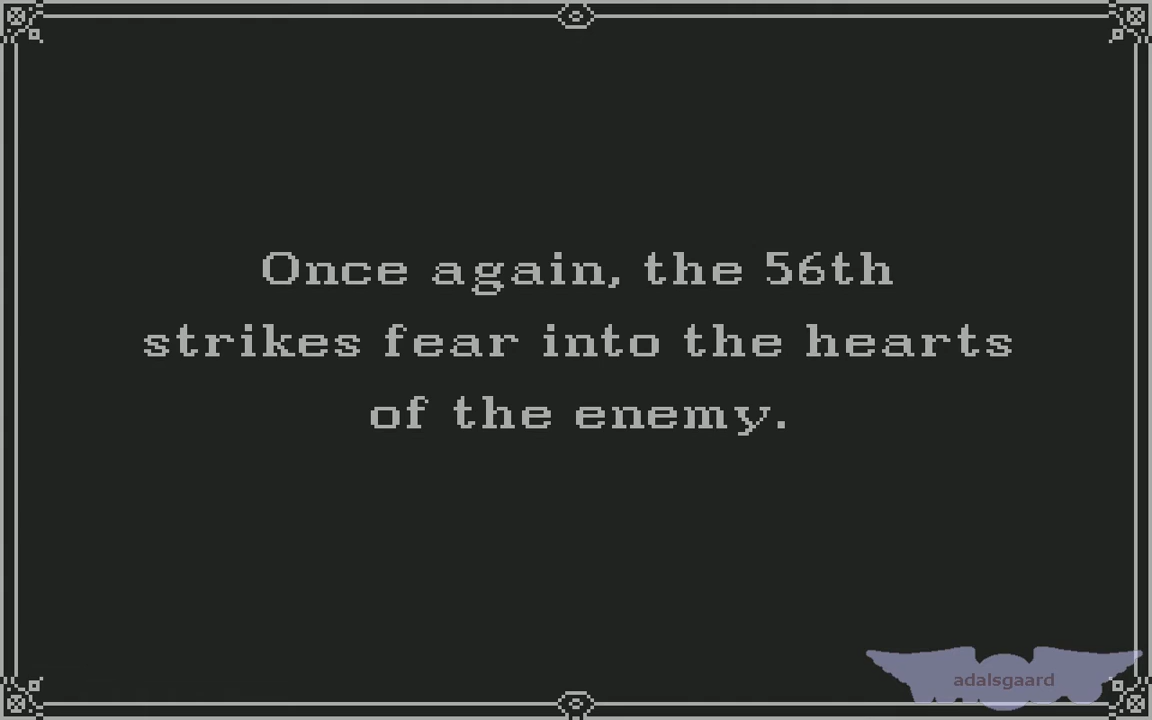 Once again, the 56th
strikes fear into the hearts
of the enemy.
adalsgaard